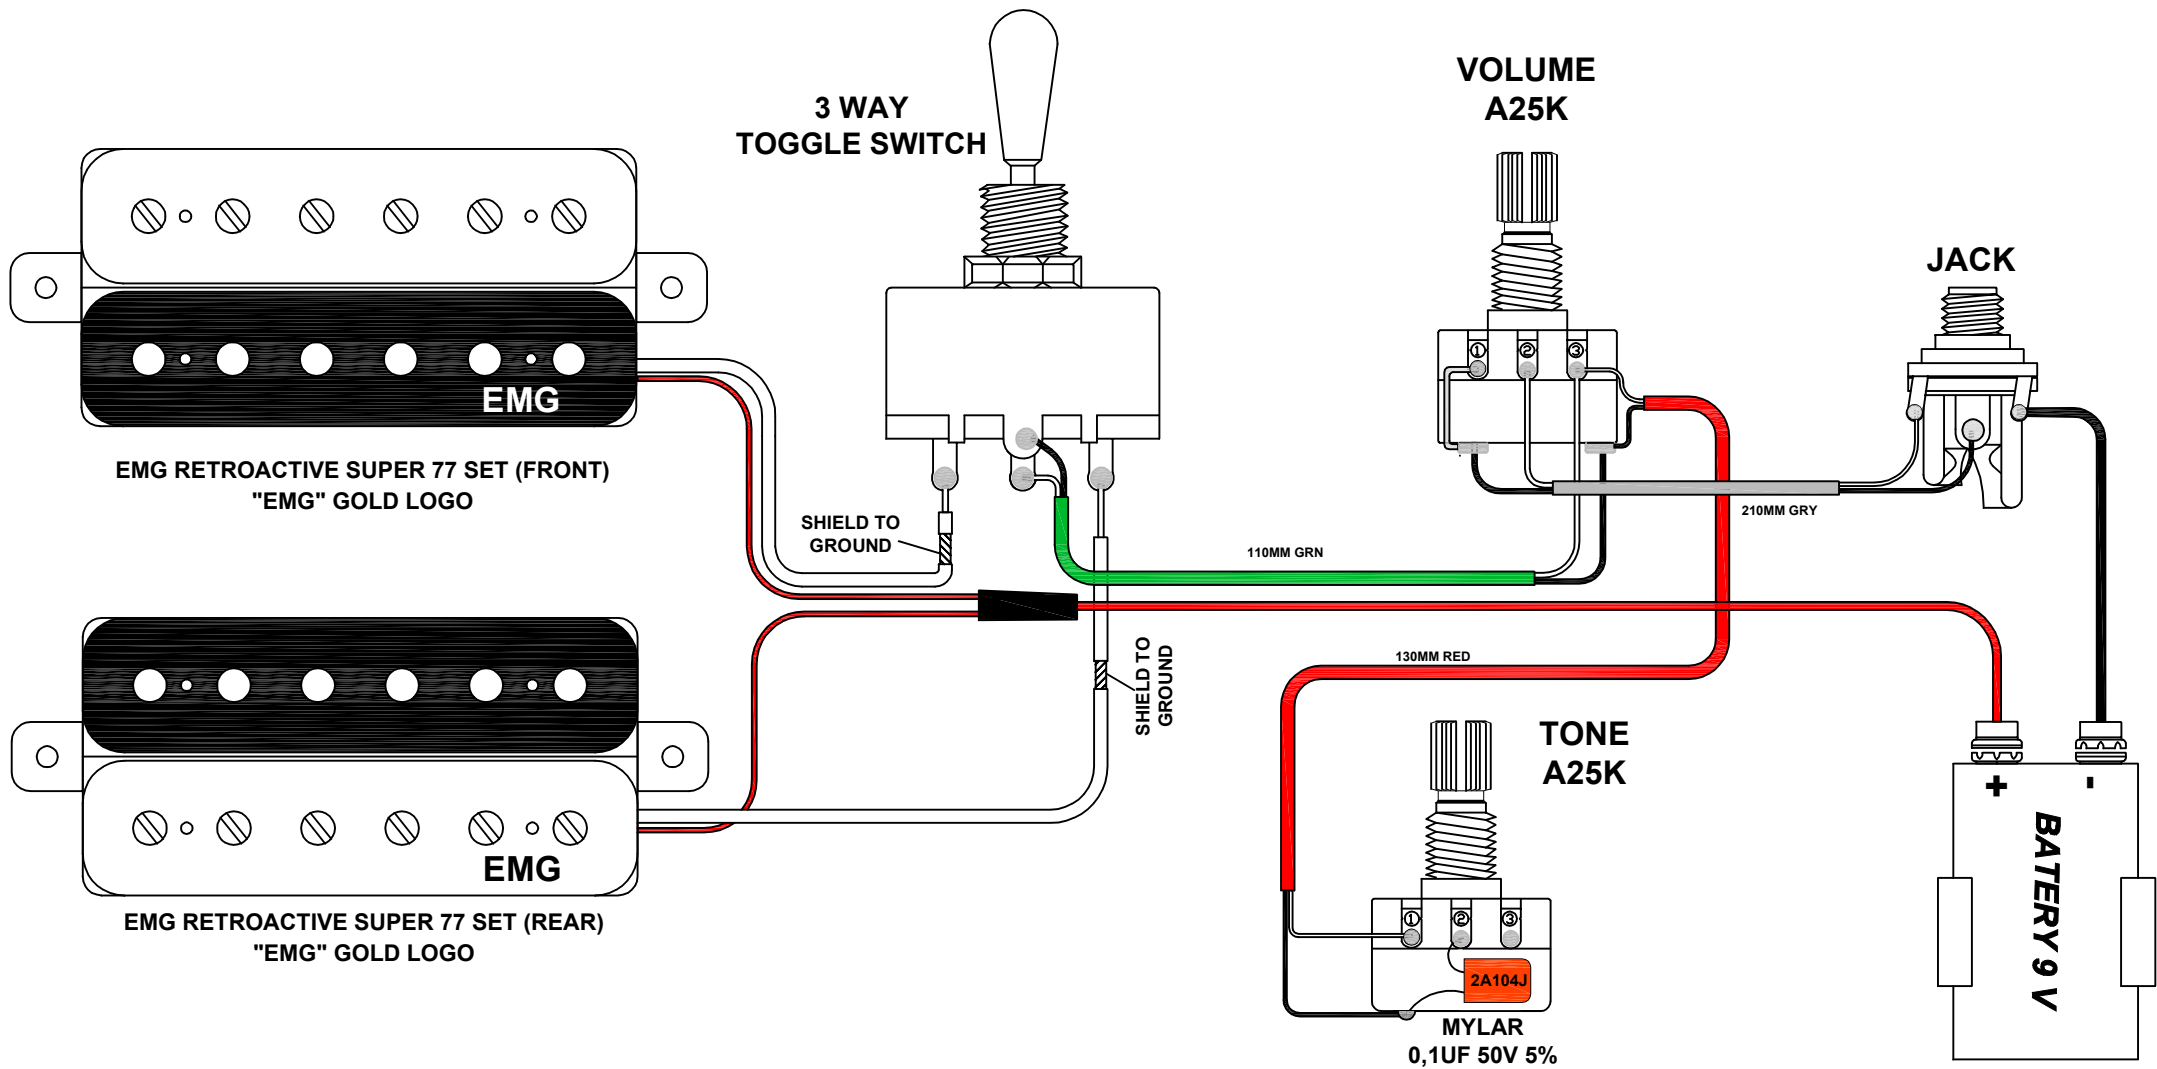 3 WAY
TOGGLE SWITCH
VOLUME
A25K
JACK
1 2 3
EMG
EMG RETROACTIVE SUPER 77 SET (FRONT)
"EMG" GOLD LOGO
SHIELD TO
GROUND
210MM GRY
110MM GRN
SHIELD TO
GROUND
130MM RED
TONE
A25K
+ -
BATERY 9 V
EMG
EMG RETROACTIVE SUPER 77 SET (REAR)
"EMG" GOLD LOGO
1 2 3
2A104J
MYLAR
0,1UF 50V 5%